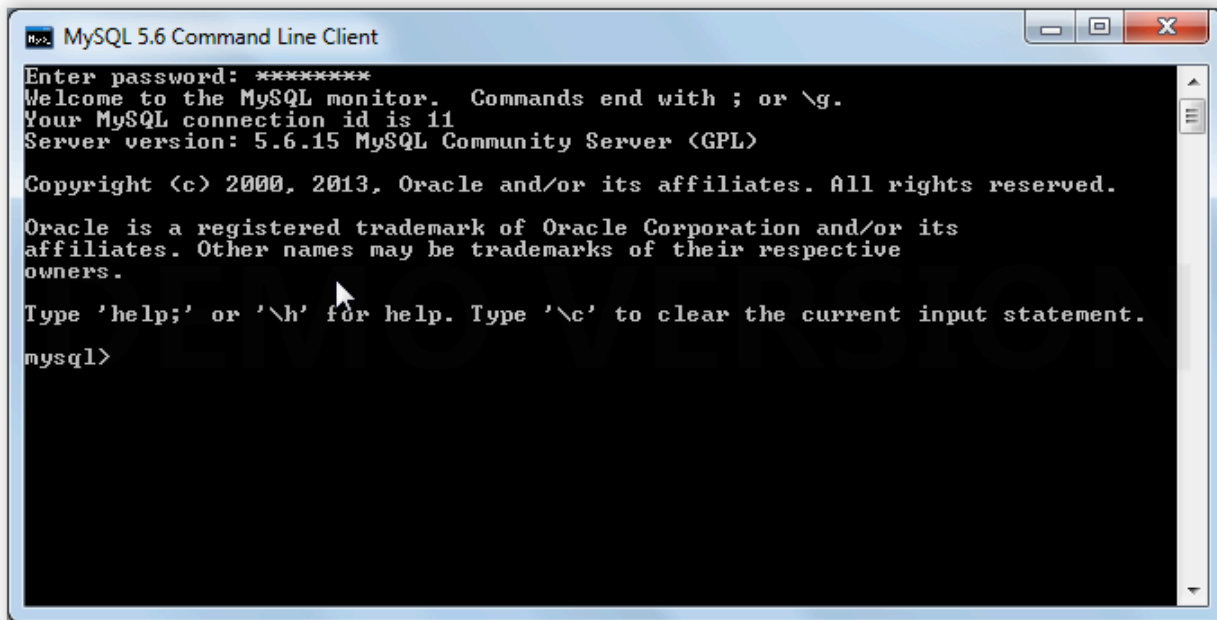 MySQL 5.6 Command Line Client
Enter password: ********
Welcome to the MySQL monitor.  Commands end with ; or \g.
Your MySQL connection id is 11
Server version: 5.6.15 MySQL Community Server (GPL)
Copyright (c) 2000, 2013, Oracle and/or its affiliates. All rights reserved.
Oracle is a registered trademark of Oracle Corporation and/or its
affiliates. Other names may be trademarks of their respective
owners.
Type 'help;' or '\h' for help. Type '\c' to clear the current input statement.
mysql>
DEMO VERSION